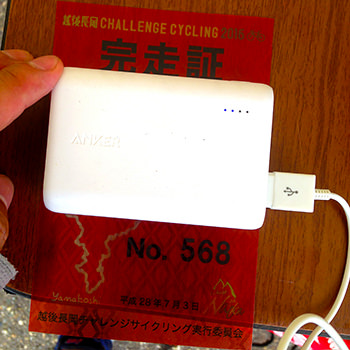 越後長岡 CHALLENGE CYCLING 2016
完走証
ANKER
No. 568
Yamakoshi
平成28年7月3日
越後長岡チャレンジサイクリング実行委員会